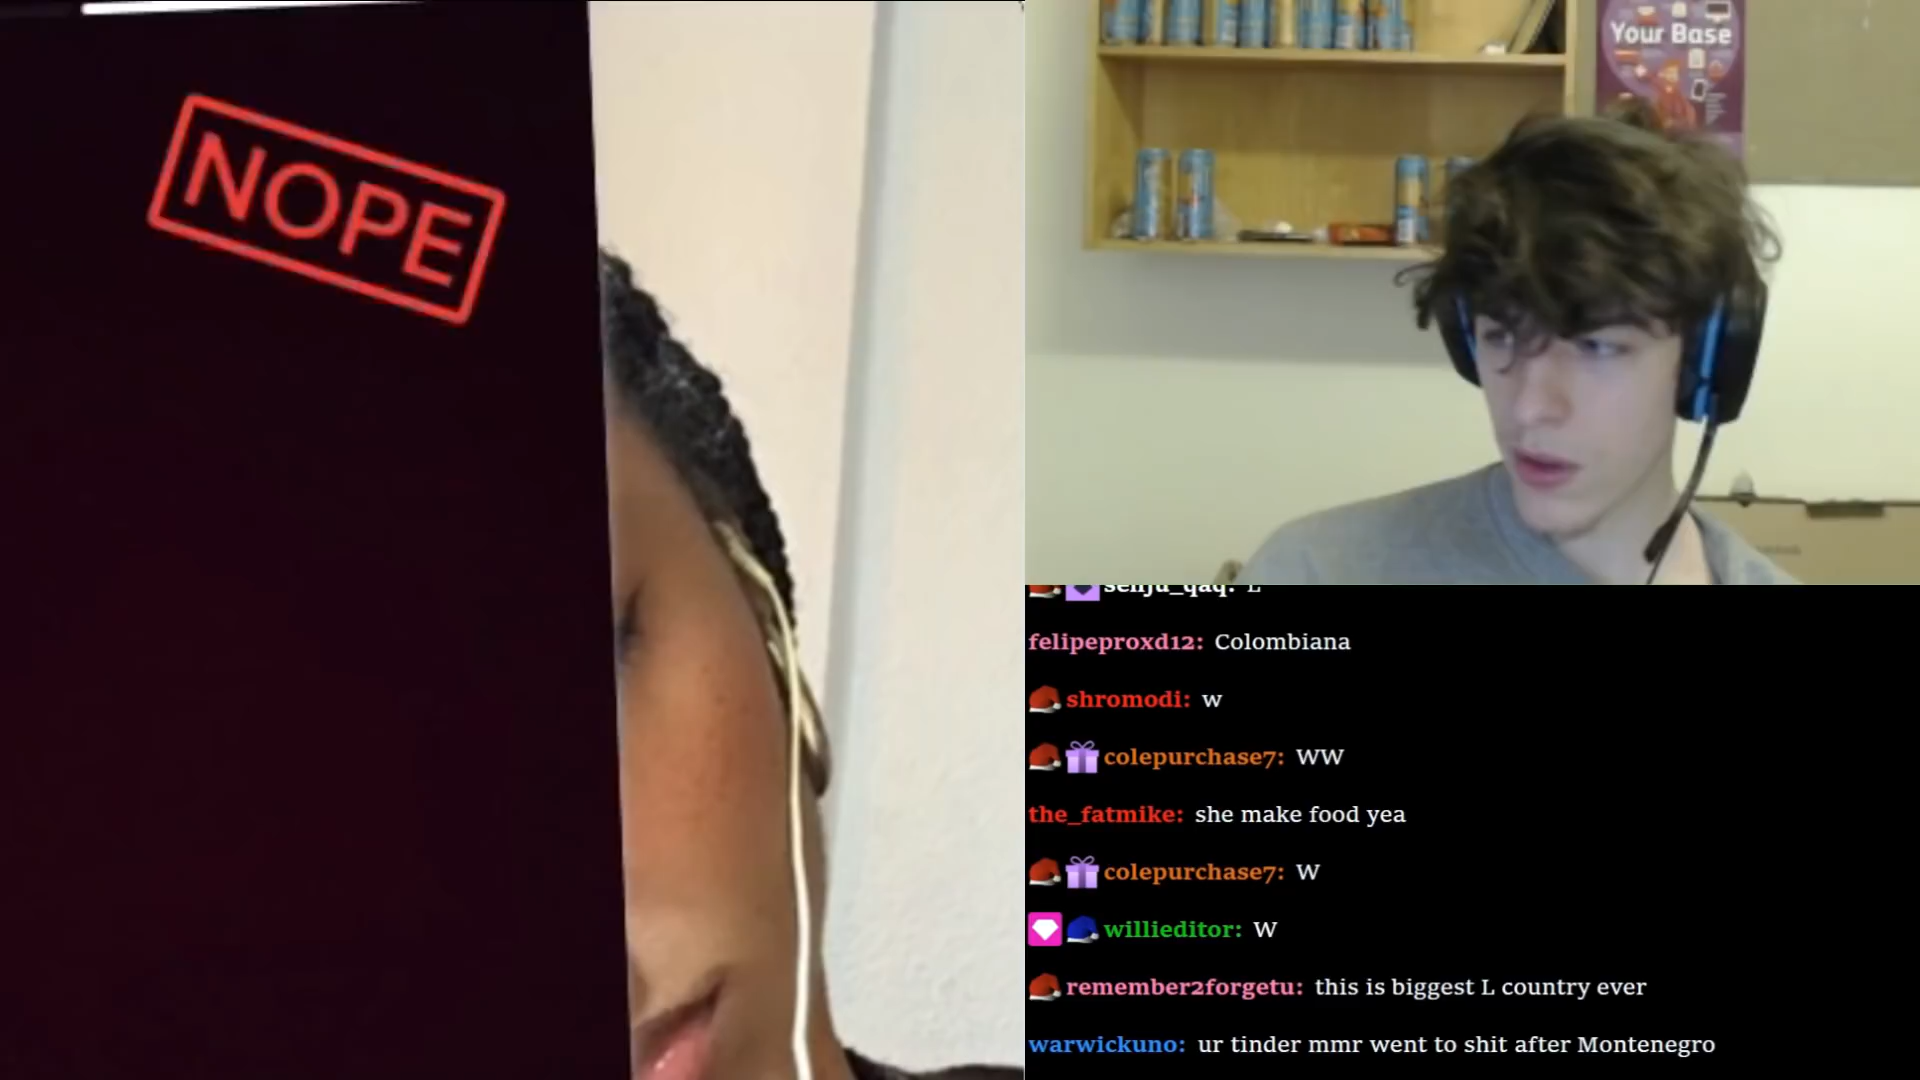 NOPE
Your Base
senju_qaq: L
felipeproxd12: Colombiana
shromodi: w
colepurchase7: WW
the_fatmike: she make food yea
colepurchase7: W
willieditor: W
remember2forgetu: this is biggest L country ever
warwickuno: ur tinder mmr went to shit after Montenegro